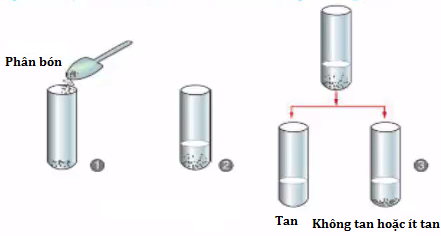 Phân bón
1
2
3
Tan
Không tan hoặc ít tan